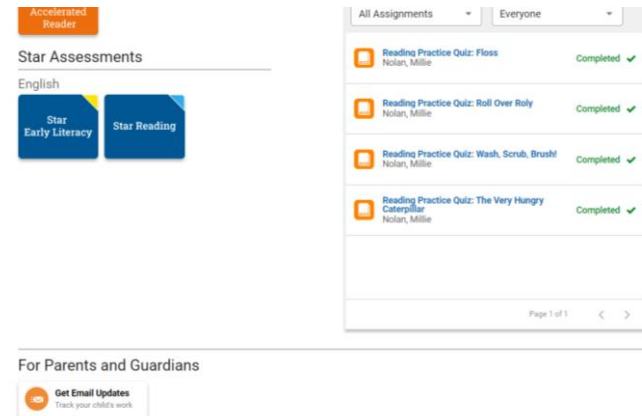 Accelerated
Reader
Star Assessments
English
Star
Early Literacy
Star Reading
All Assignments
Everyone
Reading Practice Quiz: Floss
Nolan, Millie
Completed
Reading Practice Quiz: Roll Over Roly
Nolan, Millie
Completed
Reading Practice Quiz: Wash, Scrub, Brush!
Nolan, Millie
Completed
Reading Practice Quiz: The Very Hungry
Caterpillar
Nolan, Millie
Completed
Page 1 of 1
For Parents and Guardians
Get Email Updates
Track your child's work